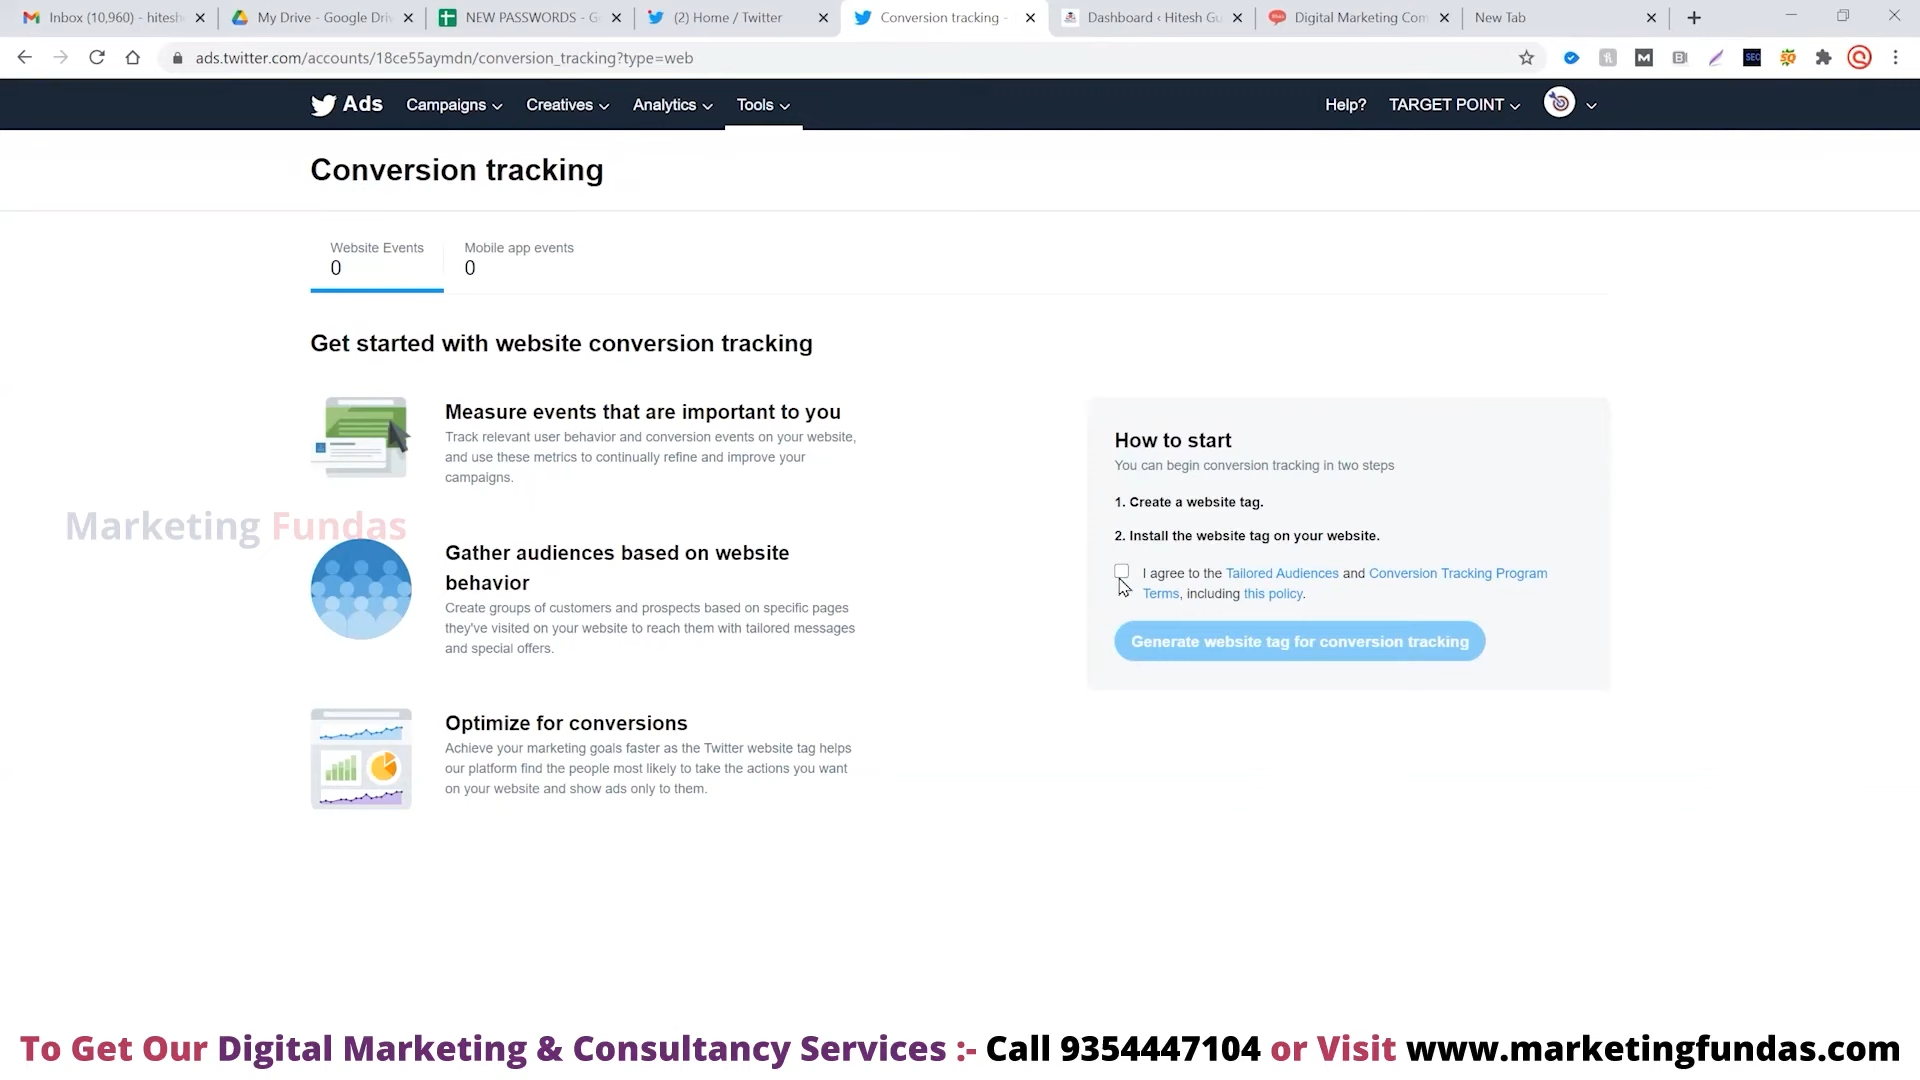 Inbox (10,960) - hitesh
My Drive - Google Driv
NEW PASSWORDS - G
(2) Home / Twitter
Conversion tracking -
Dashboard ‹ Hitesh Gu
Digital Marketing Com
New Tab
ads.twitter.com/accounts/18ce55aymdn/conversion_tracking?type=web
Ads
Campaigns
Creatives
Analytics
Tools
Help?
TARGET POINT
Conversion tracking
Website Events
0
Mobile app events
0
Get started with website conversion tracking
Measure events that are important to you
Track relevant user behavior and conversion events on your website,
and use these metrics to continually refine and improve your
campaigns.
Marketing Fundas
Gather audiences based on website
behavior
Create groups of customers and prospects based on specific pages
they've visited on your website to reach them with tailored messages
and special offers.
Optimize for conversions
Achieve your marketing goals faster as the Twitter website tag helps
our platform find the people most likely to take the actions you want
on your website and show ads only to them.
How to start
You can begin conversion tracking in two steps
1. Create a website tag.
2. Install the website tag on your website.
I agree to the Tailored Audiences and Conversion Tracking Program
Terms, including this policy.
Generate website tag for conversion tracking
To Get Our Digital Marketing & Consultancy Services :- Call 9354447104 or Visit www.marketingfundas.com